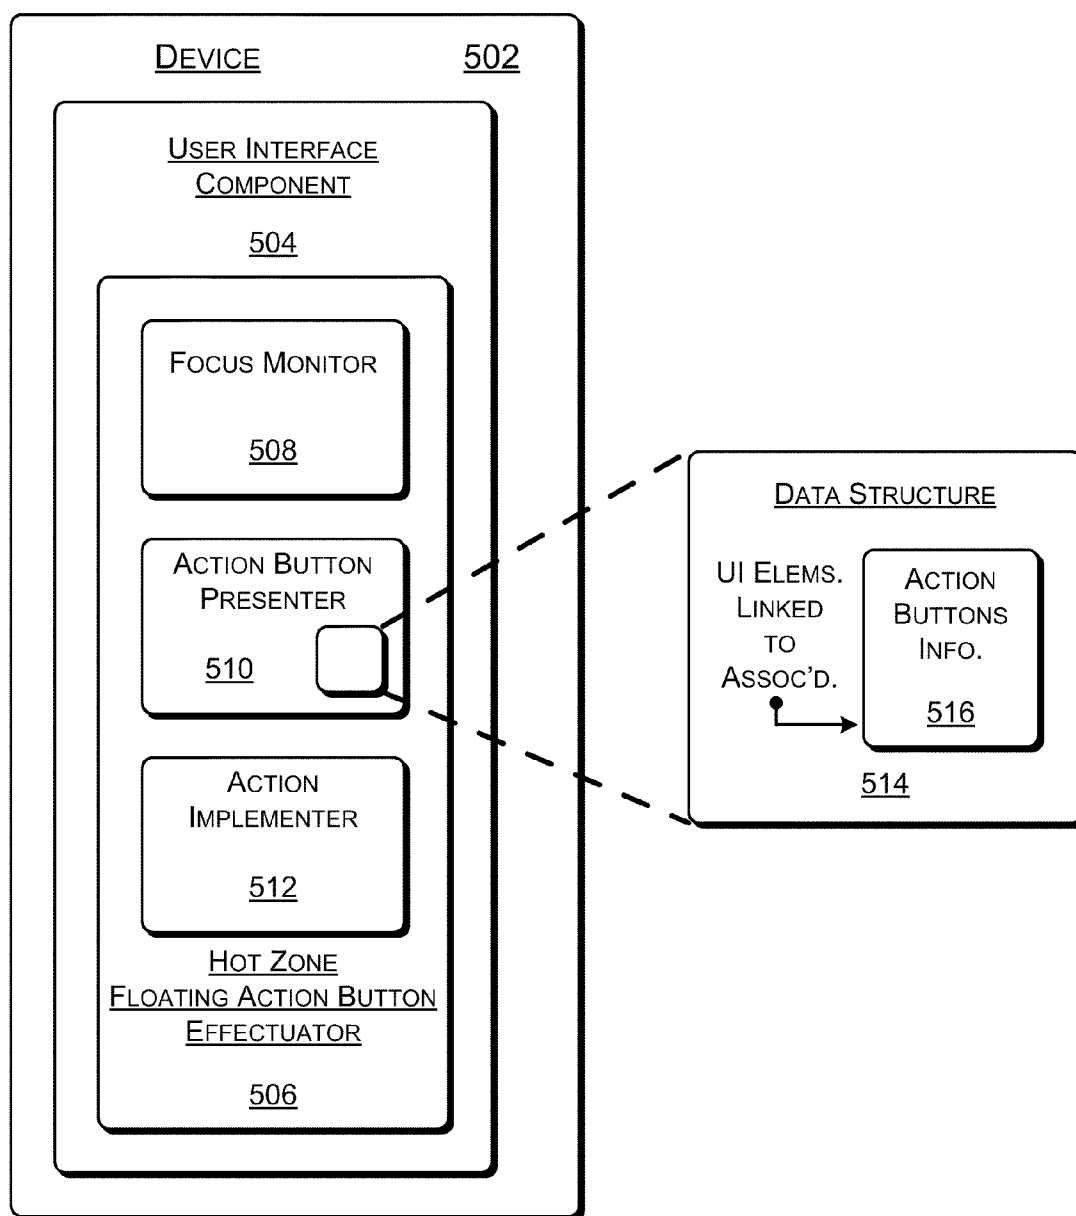 DEVICE 502
USER INTERFACE
COMPONENT
504
FOCUS MONITOR
508
ACTION BUTTON
PRESENTER
510
ACTION
IMPLEMENTER
512
HOT ZONE
FLOATING ACTION BUTTON
EFFECTUATOR
506
DATA STRUCTURE
UI ELEMS.
LINKED
TO
ASSOC'D.
ACTION
BUTTONS
INFO.
516
514